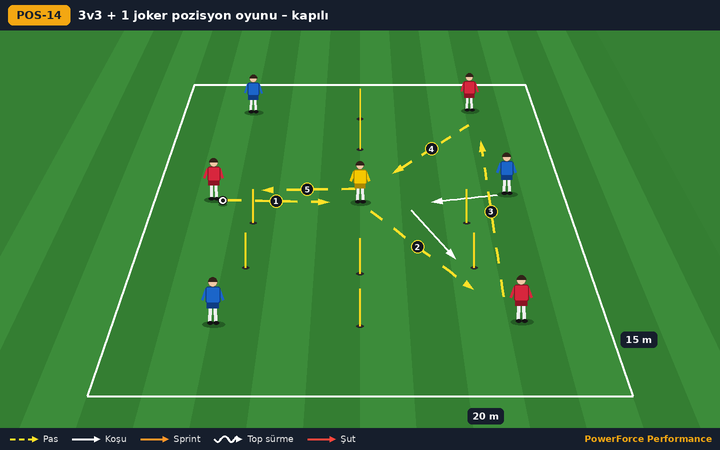 POS-14 3v3 + 1 joker pozisyon oyunu – kapılı
4
5
1
3
2
15 m
20 m
Pas Koşu Sprint Top sürme Şut PowerForce Performance